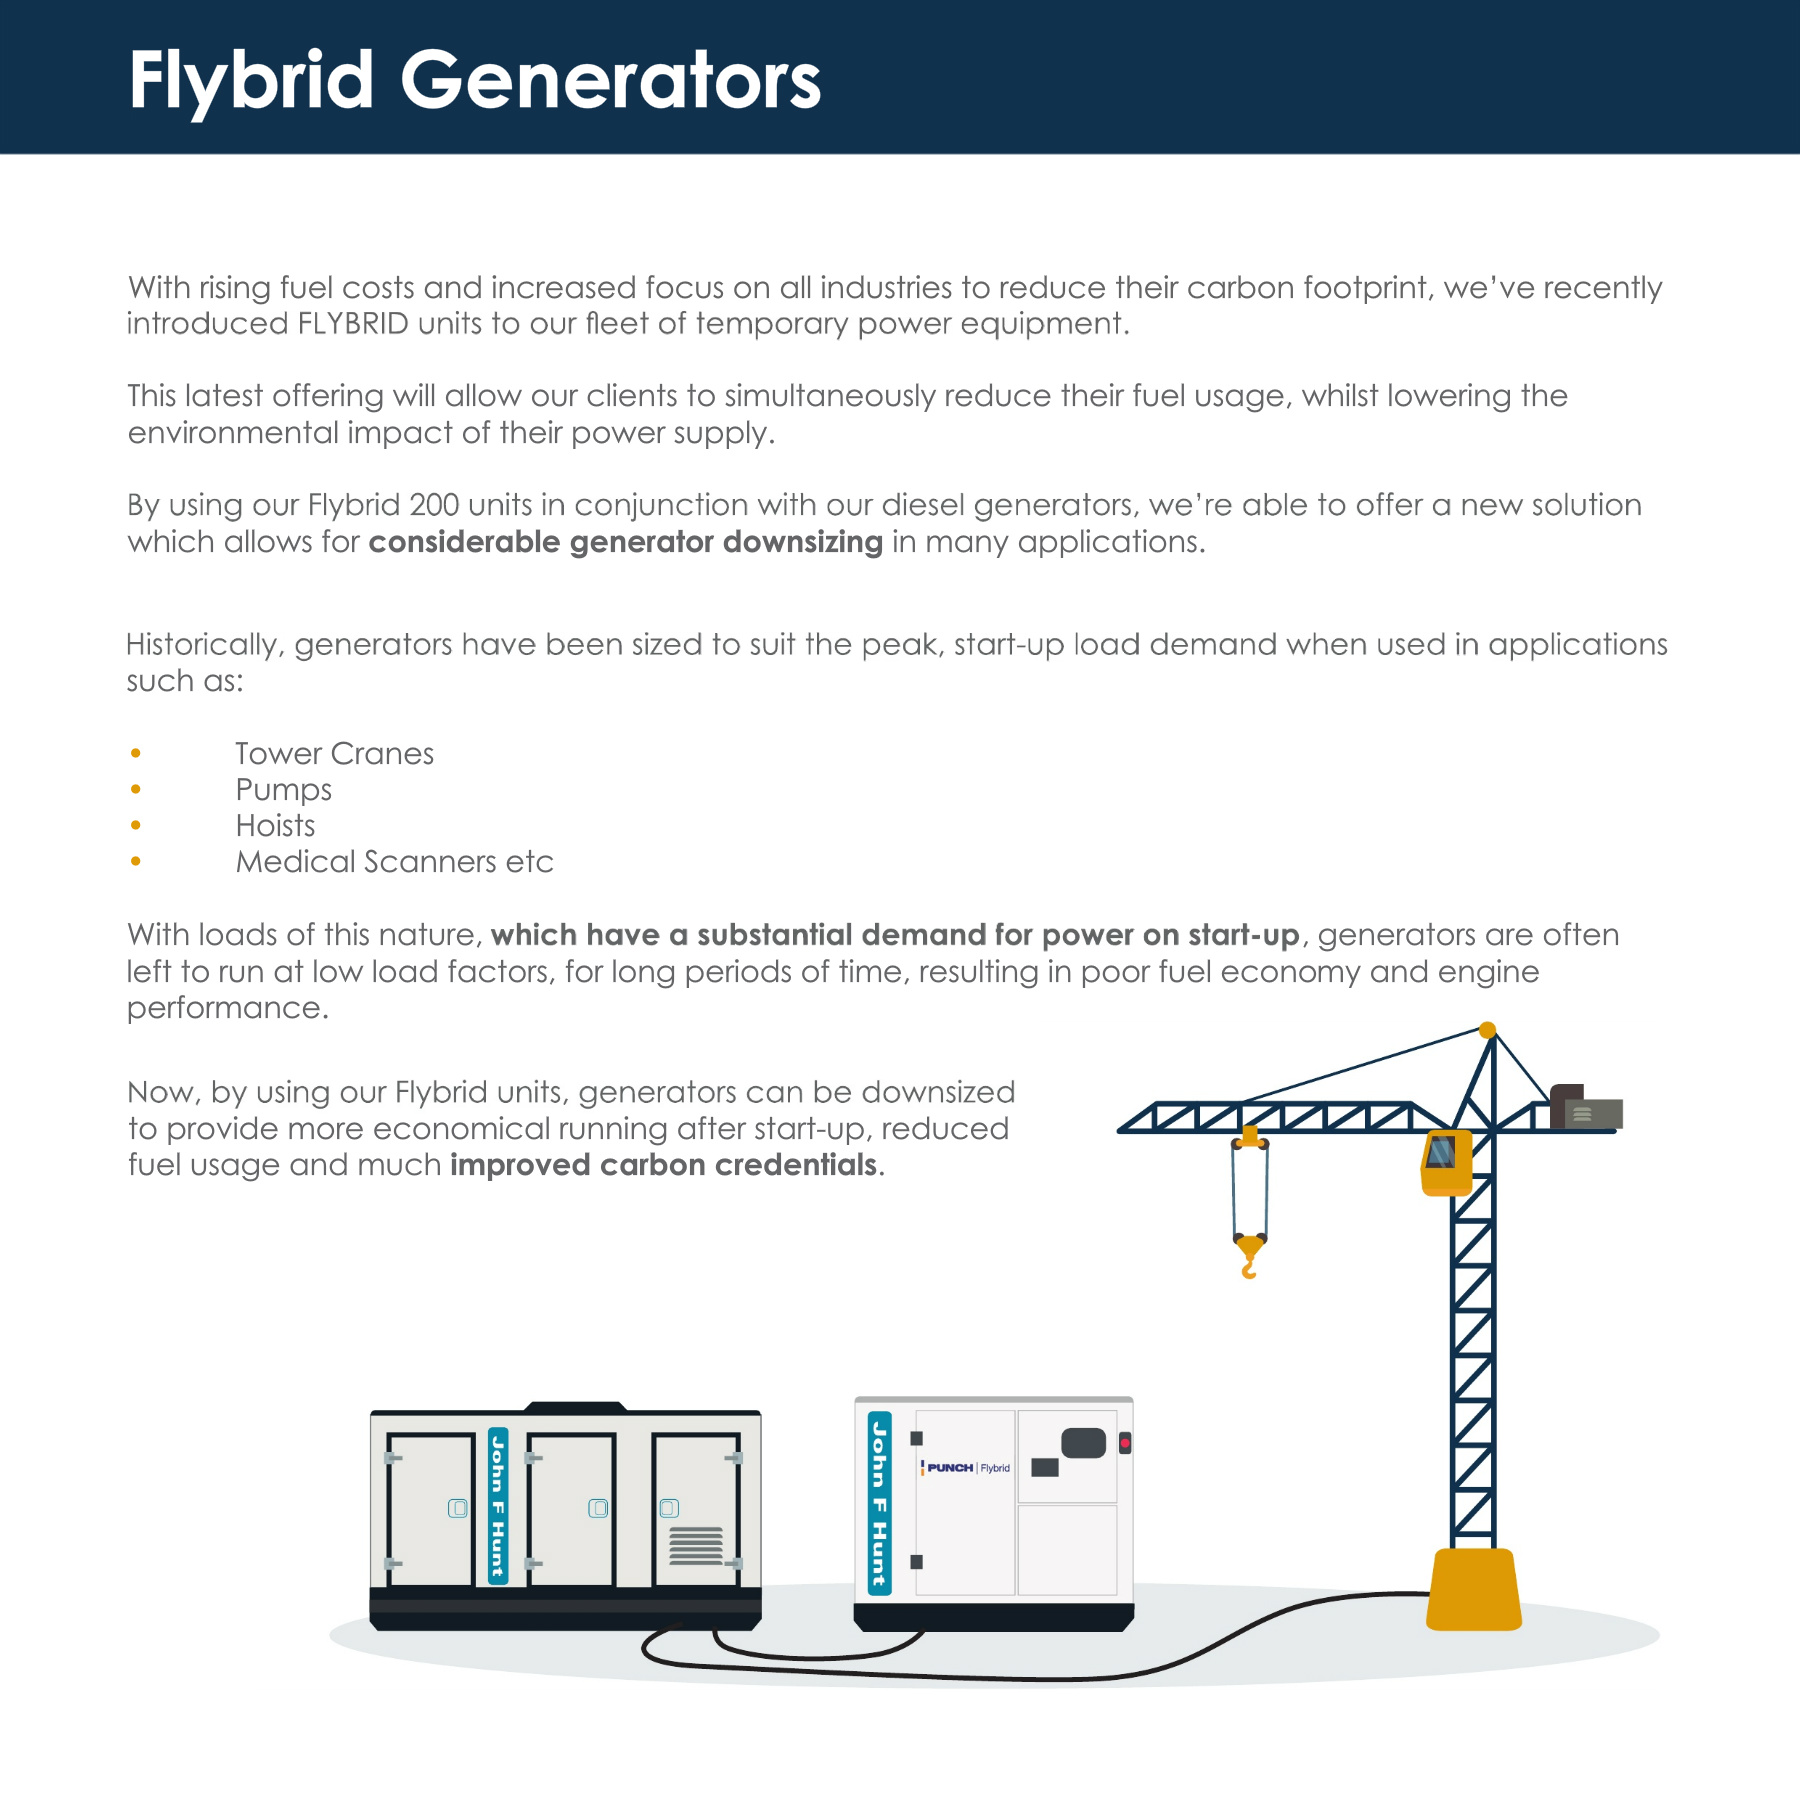 Flybrid Generators
With rising fuel costs and increased focus on all industries to reduce their carbon footprint, we’ve recently
introduced FLYBRID units to our fleet of temporary power equipment.
This latest offering will allow our clients to simultaneously reduce their fuel usage, whilst lowering the
environmental impact of their power supply.
By using our Flybrid 200 units in conjunction with our diesel generators, we’re able to offer a new solution
which allows for considerable generator downsizing in many applications.
Historically, generators have been sized to suit the peak, start-up load demand when used in applications
such as:
• Tower Cranes
• Pumps
• Hoists
• Medical Scanners etc
With loads of this nature, which have a substantial demand for power on start-up, generators are often
left to run at low load factors, for long periods of time, resulting in poor fuel economy and engine
performance.
Now, by using our Flybrid units, generators can be downsized
to provide more economical running after start-up, reduced
fuel usage and much improved carbon credentials.
John F Hunt
John F Hunt
PUNCH | Flybrid